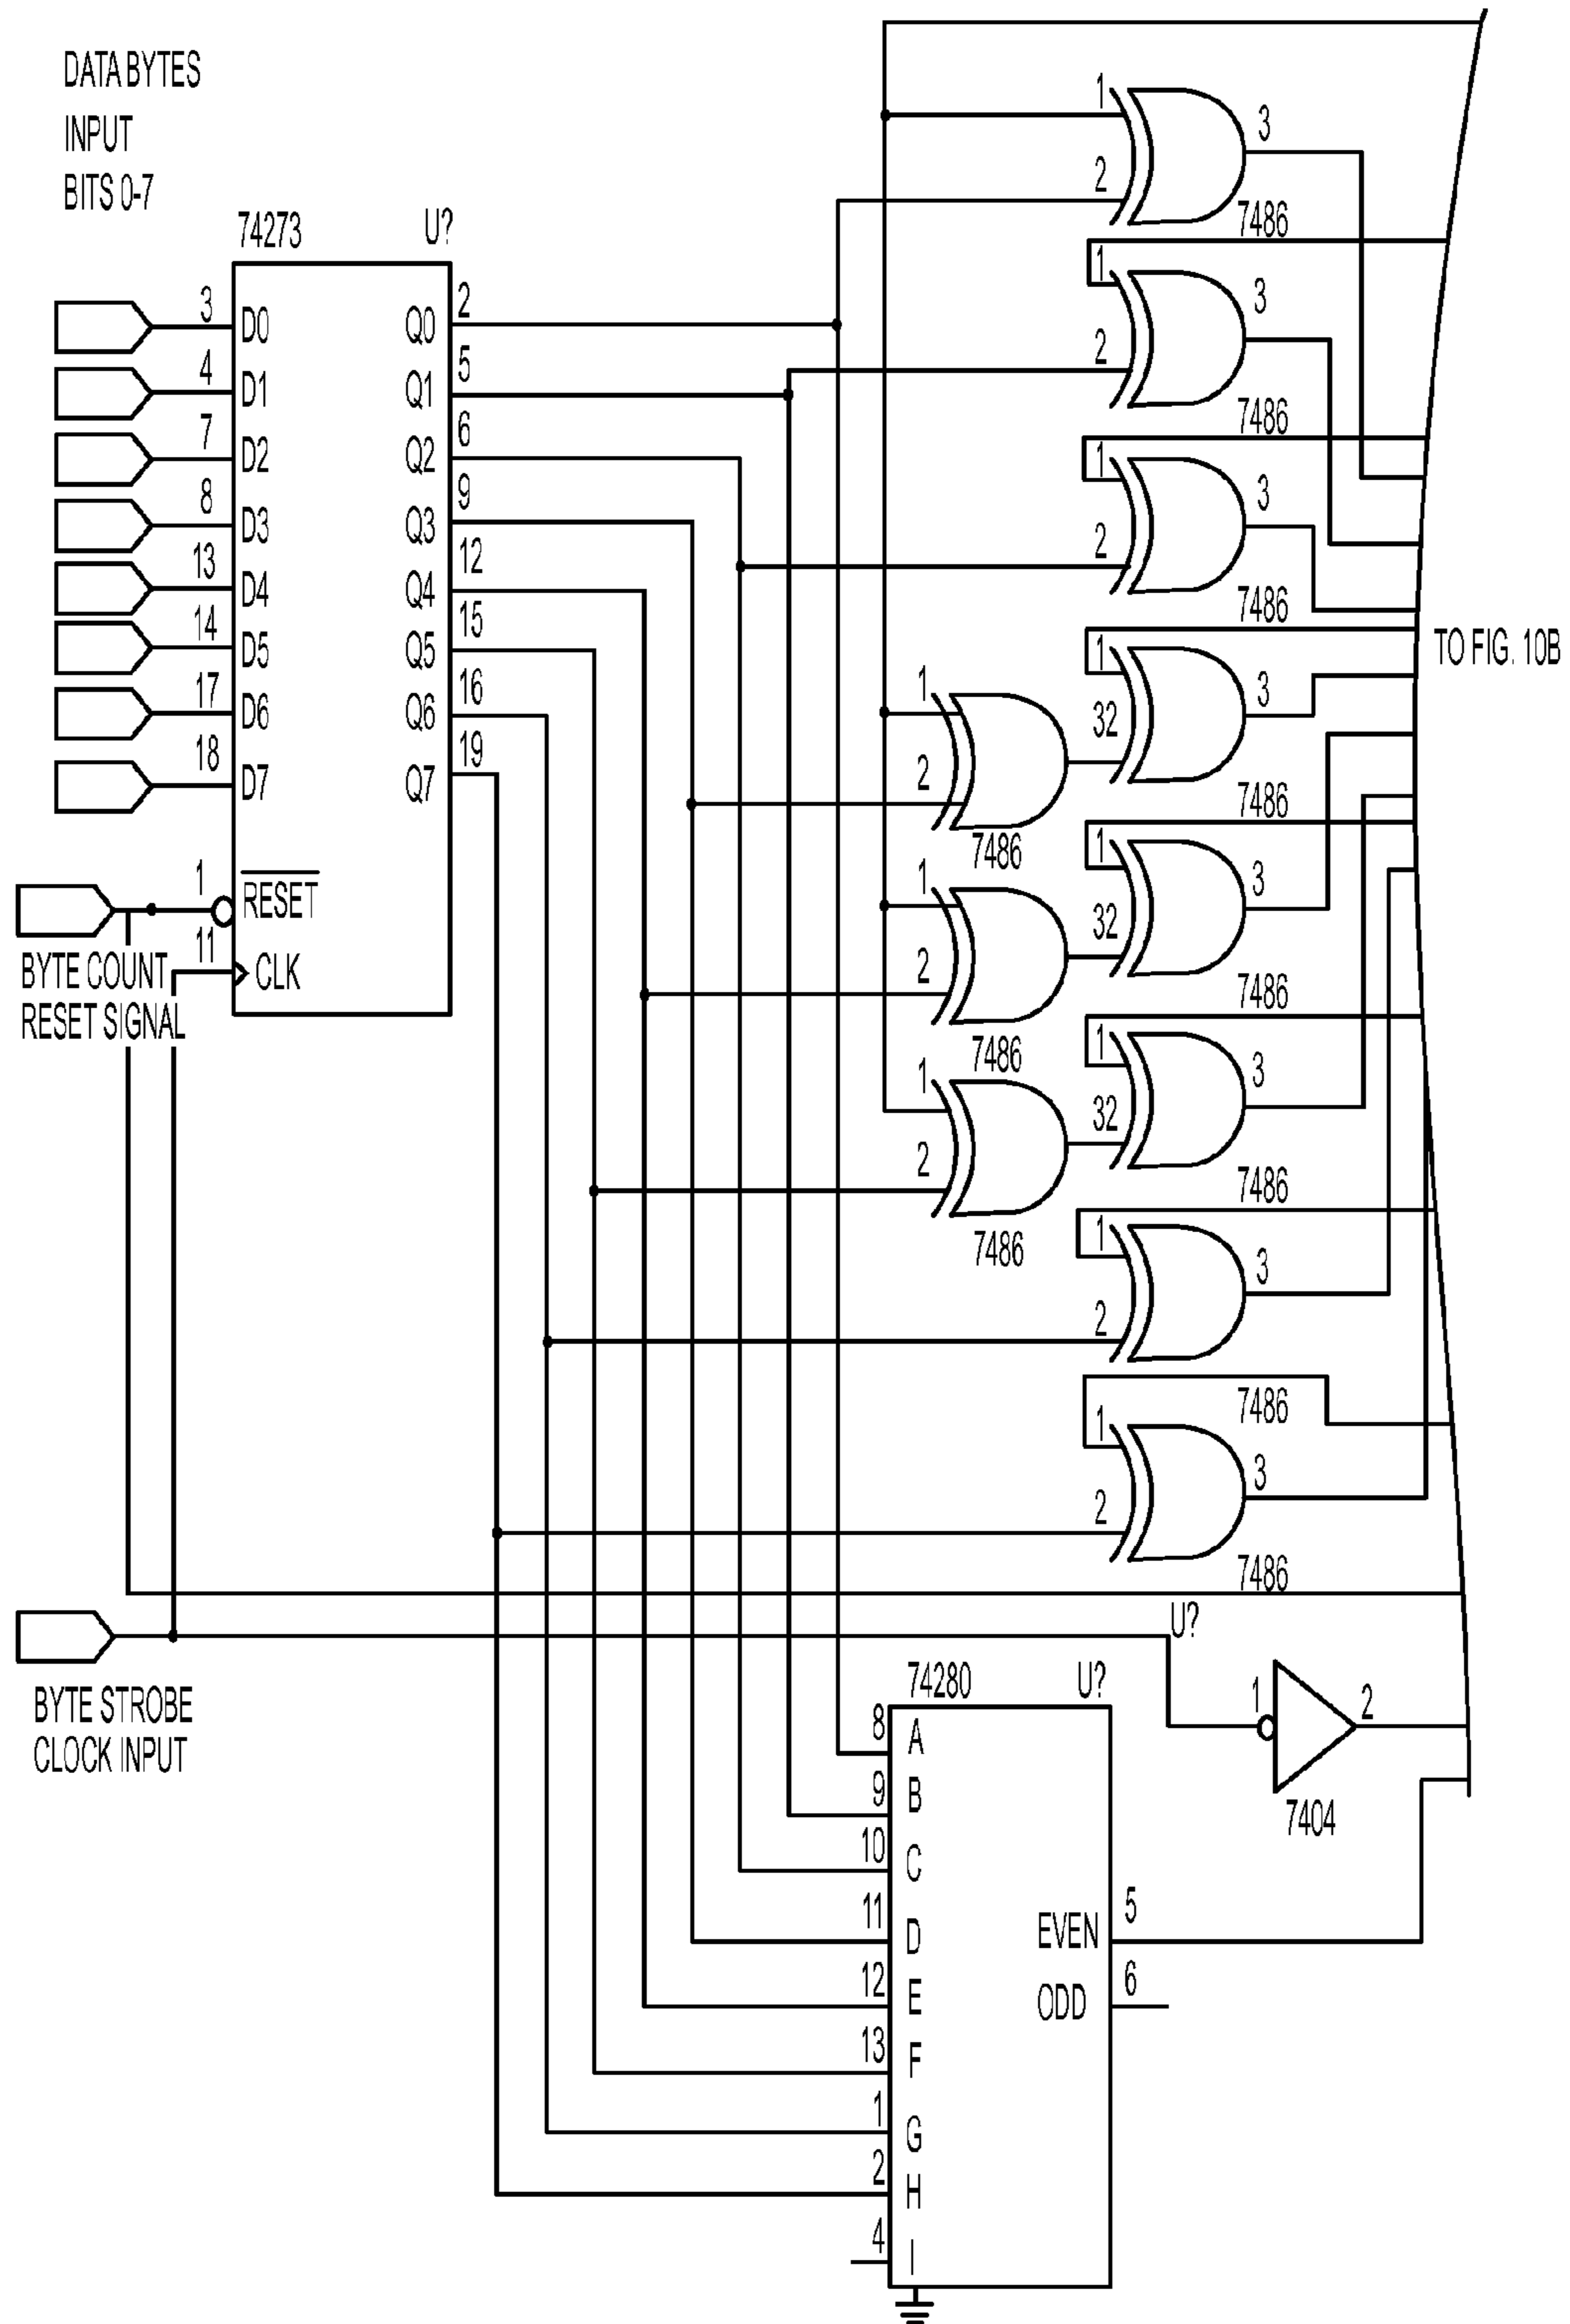 DATA BYTES
INPUT
BITS 0-7
74273 U?
3 D0 Q0 2
4 D1 Q1 5
7 D2 Q2 6
8 D3 Q3 9
13 D4 Q4 12
14 D5 Q5 15
17 D6 Q6 16
18 D7 Q7 19
1 RESET
11 CLK
BYTE COUNT
RESET SIGNAL
1 2 3
7486
1 2 3
7486
1 2 3
7486
1 2
7486
1 32 3
7486
1 2
7486
1 32 3
7486
1 2
7486
1 32 3
7486
1 2 3
7486
1 2 3
7486
TO FIG. 10B
BYTE STROBE
CLOCK INPUT
U?
1 2
7404
74280 U?
8 A
9 B
10 C
11 D
12 E
13 F
1 G
2 H
4 I
EVEN 5
ODD 6